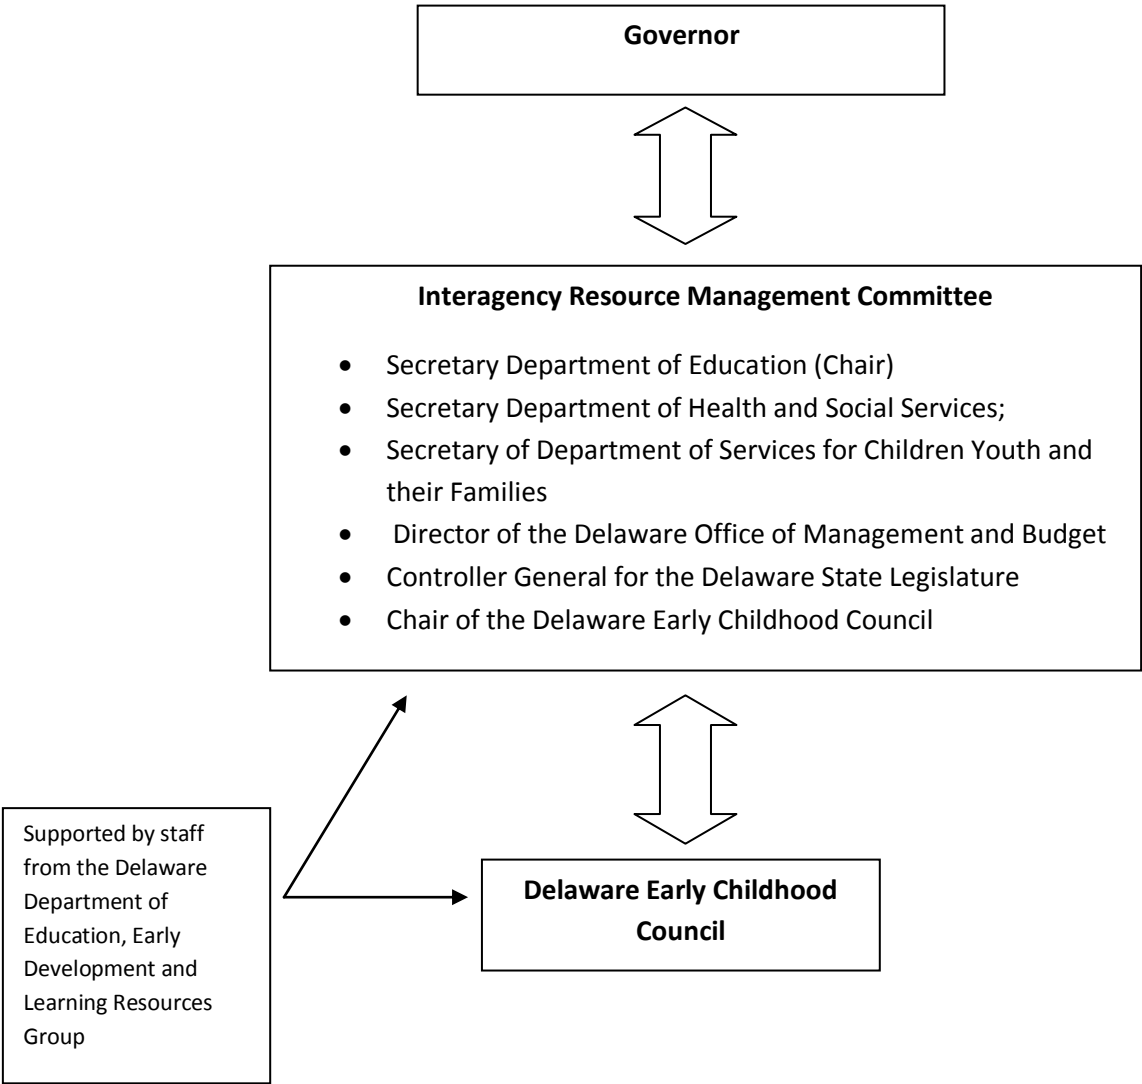 Governor
Interagency Resource Management Committee
• Secretary Department of Education (Chair)
• Secretary Department of Health and Social Services;
• Secretary of Department of Services for Children Youth and
their Families
• Director of the Delaware Office of Management and Budget
• Controller General for the Delaware State Legislature
• Chair of the Delaware Early Childhood Council
Supported by staff
from the Delaware
Department of
Education, Early
Development and
Learning Resources
Group
Delaware Early Childhood
Council